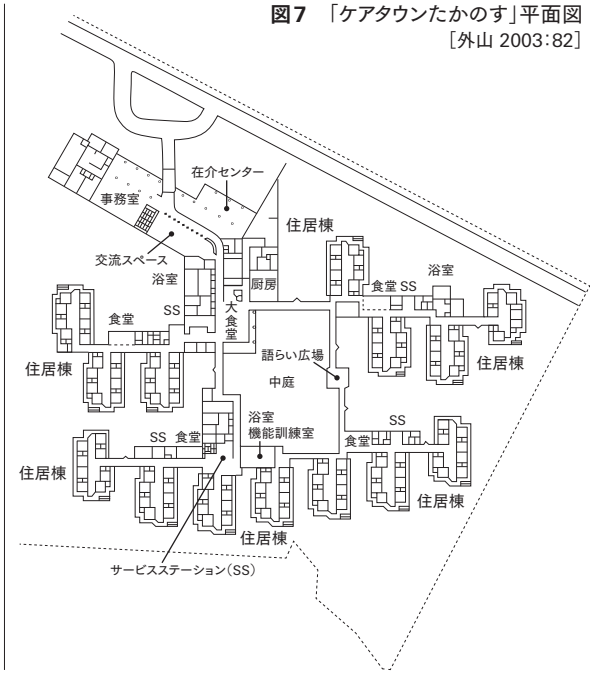 図7 「ケアタウンたかのす」平面図
[外山 2003:82]
在介センター
事務室
住居棟
交流スペース
浴室
厨房
浴室
食堂 SS
SS
食堂
大食堂
語らい広場
中庭
住居棟
住居棟
浴室
機能訓練室
SS
SS 食堂
食堂
住居棟
住居棟
住居棟
サービスステーション(SS)